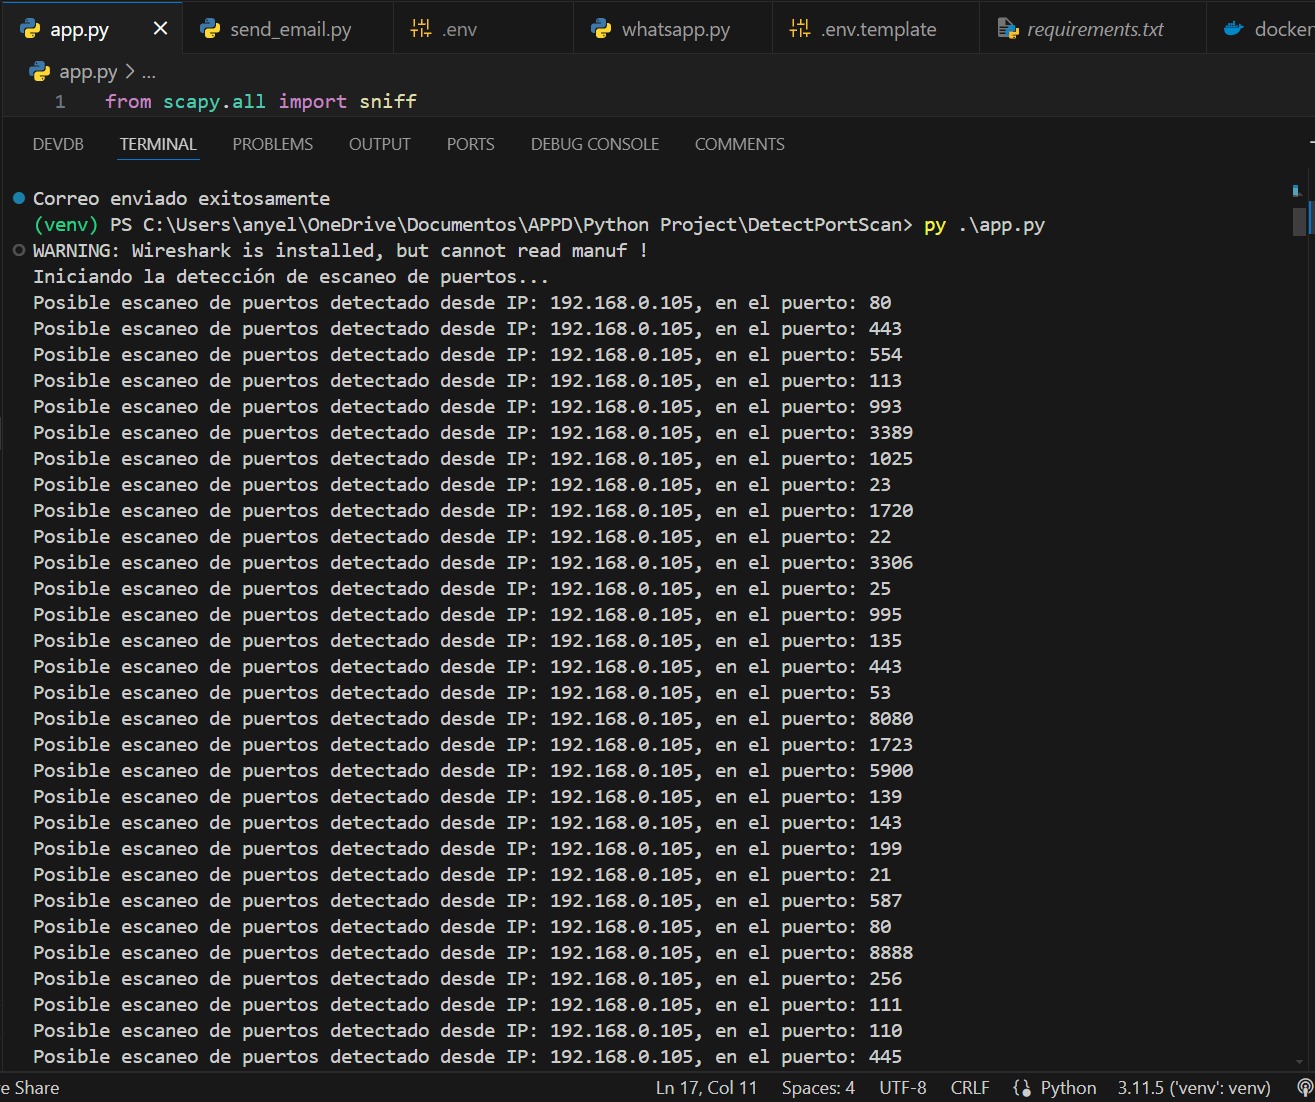 app.py
send_email.py
.env
whatsapp.py
.env.template
requirements.txt
docker
app.py > ...
1 from scapy.all import sniff
DEVDB TERMINAL PROBLEMS OUTPUT PORTS DEBUG CONSOLE COMMENTS
Correo enviado exitosamente
(venv) PS C:\Users\anyel\OneDrive\Documentos\APPD\Python Project\DetectPortScan> py .\app.py
WARNING: Wireshark is installed, but cannot read manuf !
Iniciando la detección de escaneo de puertos...
Posible escaneo de puertos detectado desde IP: 192.168.0.105, en el puerto: 80
Posible escaneo de puertos detectado desde IP: 192.168.0.105, en el puerto: 443
Posible escaneo de puertos detectado desde IP: 192.168.0.105, en el puerto: 554
Posible escaneo de puertos detectado desde IP: 192.168.0.105, en el puerto: 113
Posible escaneo de puertos detectado desde IP: 192.168.0.105, en el puerto: 993
Posible escaneo de puertos detectado desde IP: 192.168.0.105, en el puerto: 3389
Posible escaneo de puertos detectado desde IP: 192.168.0.105, en el puerto: 1025
Posible escaneo de puertos detectado desde IP: 192.168.0.105, en el puerto: 23
Posible escaneo de puertos detectado desde IP: 192.168.0.105, en el puerto: 1720
Posible escaneo de puertos detectado desde IP: 192.168.0.105, en el puerto: 22
Posible escaneo de puertos detectado desde IP: 192.168.0.105, en el puerto: 3306
Posible escaneo de puertos detectado desde IP: 192.168.0.105, en el puerto: 25
Posible escaneo de puertos detectado desde IP: 192.168.0.105, en el puerto: 995
Posible escaneo de puertos detectado desde IP: 192.168.0.105, en el puerto: 135
Posible escaneo de puertos detectado desde IP: 192.168.0.105, en el puerto: 443
Posible escaneo de puertos detectado desde IP: 192.168.0.105, en el puerto: 53
Posible escaneo de puertos detectado desde IP: 192.168.0.105, en el puerto: 8080
Posible escaneo de puertos detectado desde IP: 192.168.0.105, en el puerto: 1723
Posible escaneo de puertos detectado desde IP: 192.168.0.105, en el puerto: 5900
Posible escaneo de puertos detectado desde IP: 192.168.0.105, en el puerto: 139
Posible escaneo de puertos detectado desde IP: 192.168.0.105, en el puerto: 143
Posible escaneo de puertos detectado desde IP: 192.168.0.105, en el puerto: 199
Posible escaneo de puertos detectado desde IP: 192.168.0.105, en el puerto: 21
Posible escaneo de puertos detectado desde IP: 192.168.0.105, en el puerto: 587
Posible escaneo de puertos detectado desde IP: 192.168.0.105, en el puerto: 80
Posible escaneo de puertos detectado desde IP: 192.168.0.105, en el puerto: 8888
Posible escaneo de puertos detectado desde IP: 192.168.0.105, en el puerto: 256
Posible escaneo de puertos detectado desde IP: 192.168.0.105, en el puerto: 111
Posible escaneo de puertos detectado desde IP: 192.168.0.105, en el puerto: 110
Posible escaneo de puertos detectado desde IP: 192.168.0.105, en el puerto: 445
e Share Ln 17, Col 11 Spaces: 4 UTF-8 CRLF Python 3.11.5 ('venv': venv)